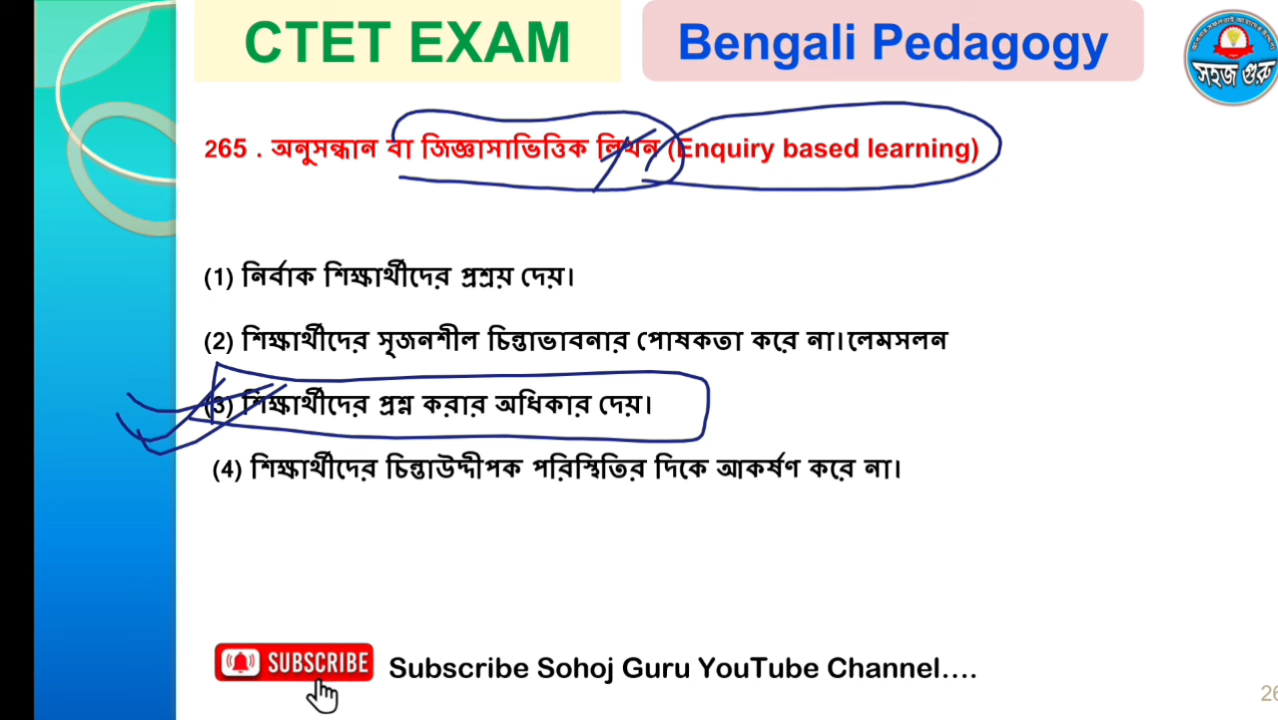 CTET EXAM
Bengali Pedagogy
সহজ গুরু
265 . অনুসন্ধান বা জিজ্ঞাসাভিত্তিক লিখন (Enquiry based learning)
(1) নির্বাক শিক্ষার্থীদের প্রশ্রয় দেয়।
(2) শিক্ষার্থীদের সৃজনশীল চিন্তাভাবনার পোষকতা করে না।লেমসলন
(3) শিক্ষার্থীদের প্রশ্ন করার অধিকার দেয়।
(4) শিক্ষার্থীদের চিন্তাউদ্দীপক পরিস্থিতির দিকে আকর্ষণ করে না।
SUBSCRIBE Subscribe Sohoj Guru YouTube Channel....